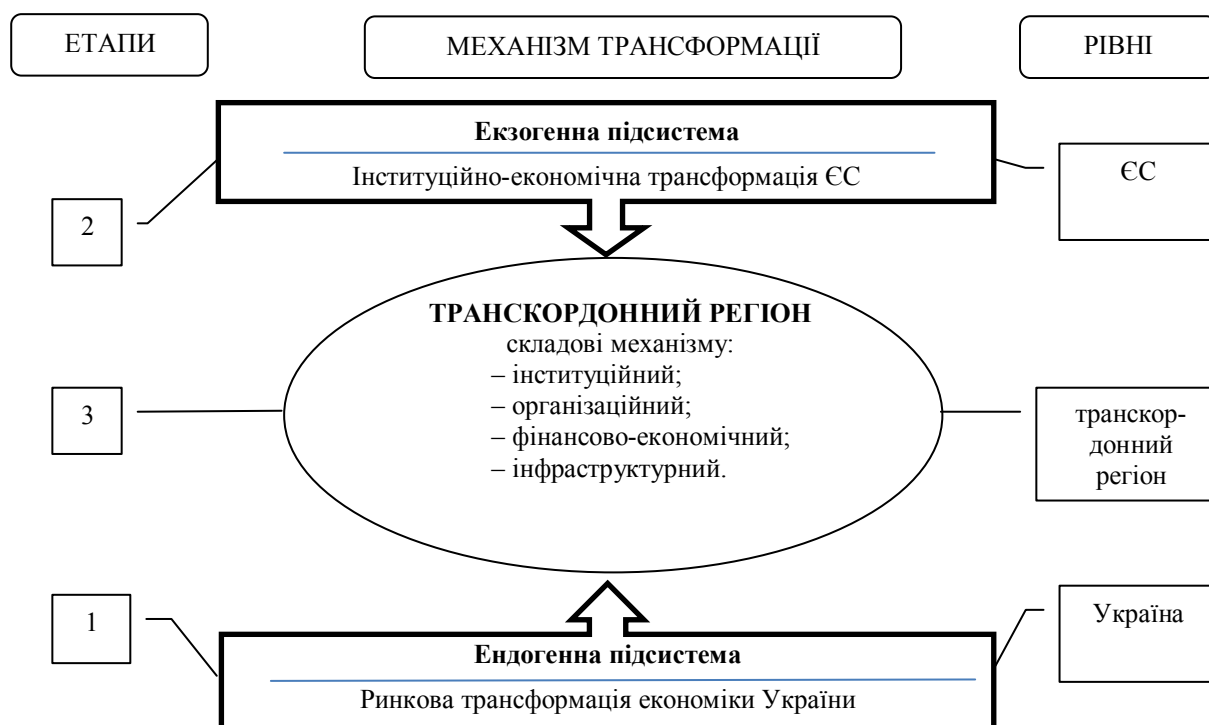 ЕТАПИ
МЕХАНІЗМ ТРАНСФОРМАЦІЇ
РІВНІ
Екзогенна підсистема
Інституційно-економічна трансформація ЄС
ЄС
2
ТРАНСКОРДОННИЙ РЕГІОН
складові механізму:
– інституційний;
– організаційний;
– фінансово-економічний;
– інфраструктурний.
3
транскор-
донний
регіон
1
Україна
Ендогенна підсистема
Ринкова трансформація економіки України